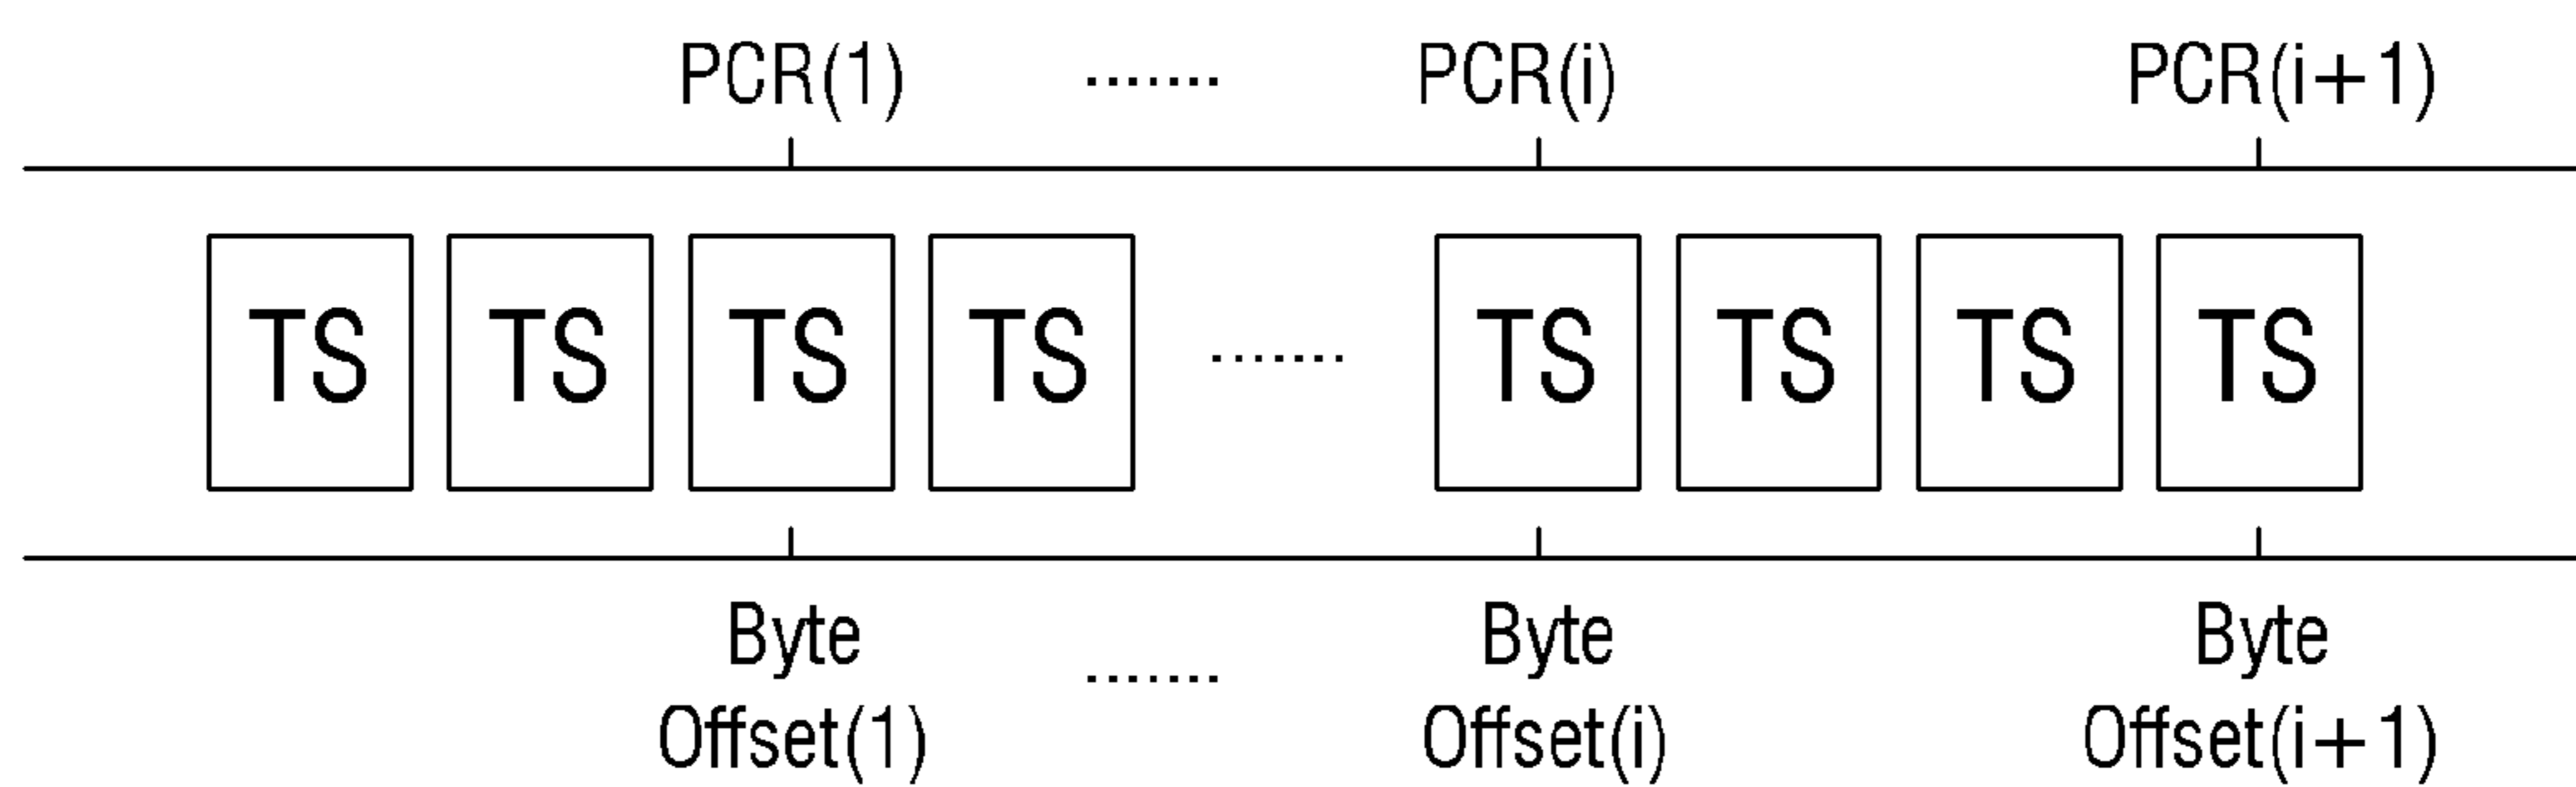 PCR(1) ....... PCR(i) PCR(i+1)
TS TS TS TS ....... TS TS TS TS
Byte Byte Byte
.......
Offset(1) Offset(i) Offset(i+1)